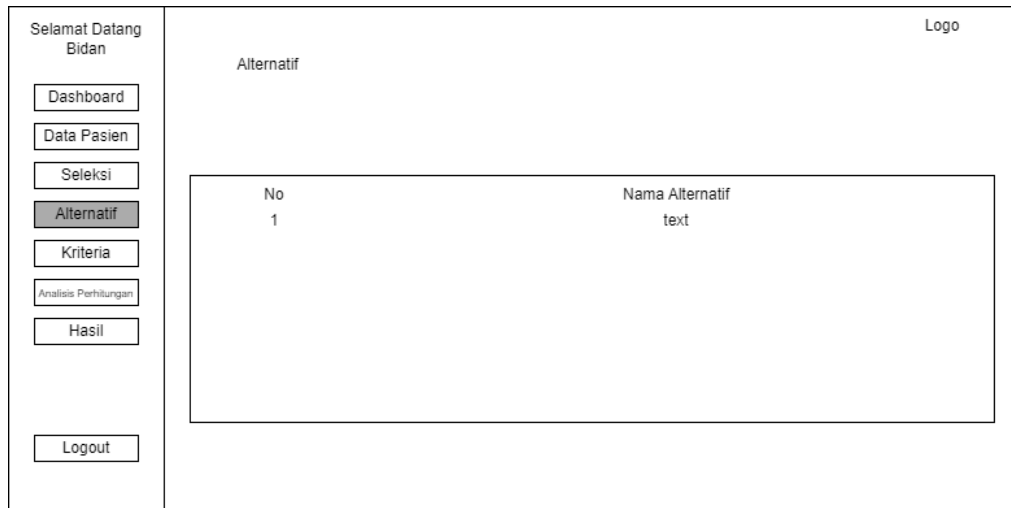 Selamat Datang
Bidan
Dashboard
Data Pasien
Seleksi
Alternatif
Kriteria
Analisis Perhitungan
Hasil
Logout
Logo
Alternatif
No Nama Alternatif
1 text